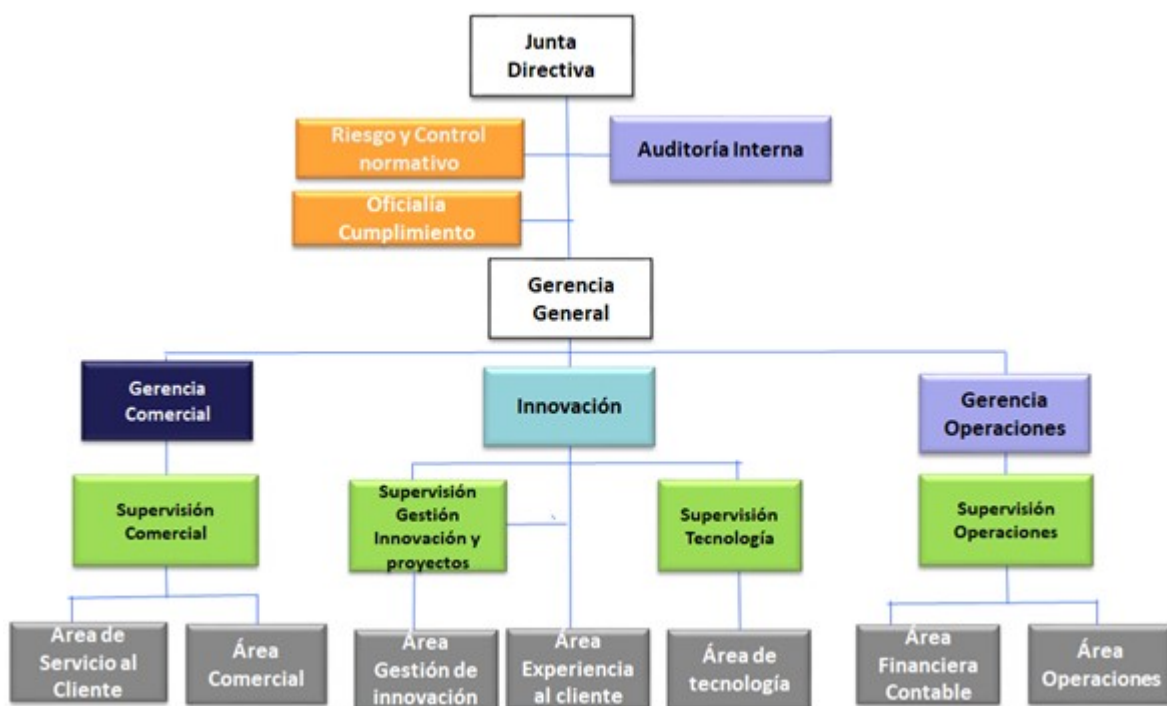 Junta
Directiva
Riesgo y Control
normativo
Auditoría Interna
Oficialía
Cumplimiento
Gerencia
General
Gerencia
Comercial
Innovación
Gerencia
Operaciones
Supervisión
Comercial
Supervisión
Gestión
Innovación y
proyectos
Supervisión
Tecnología
Supervisión
Operaciones
Área de
Servicio al
Cliente
Área
Comercial
Área
Gestión de
innovación
Área
Experiencia
al cliente
Área de
tecnología
Área
Financiera
Contable
Área
Operaciones